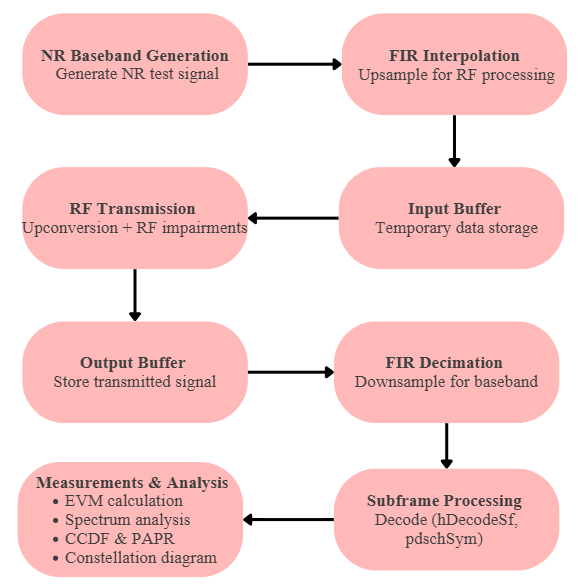 NR Baseband Generation
Generate NR test signal
FIR Interpolation
Upsample for RF processing
RF Transmission
Upconversion + RF impairments
Input Buffer
Temporary data storage
Output Buffer
Store transmitted signal
FIR Decimation
Downsample for baseband
Measurements & Analysis
• EVM calculation
• Spectrum analysis
• CCDF & PAPR
• Constellation diagram
Subframe Processing
Decode (hDecodeSf,
pdschSym)